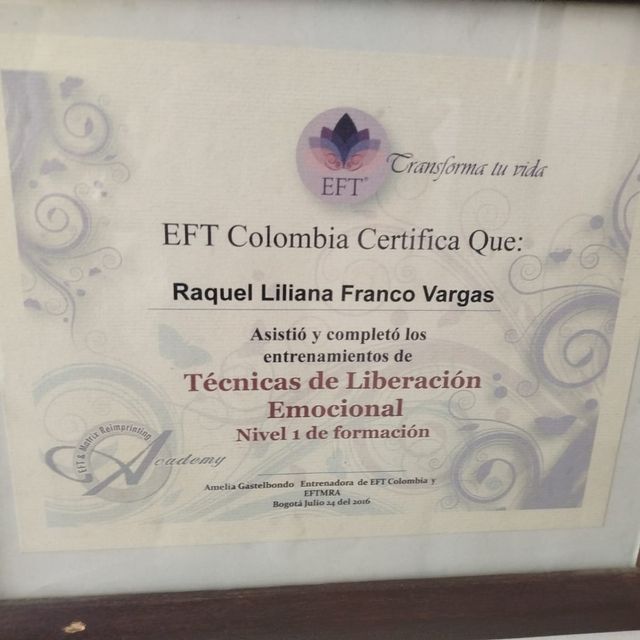 EFT®
Transforma tu vida
EFT Colombia Certifica Que:
Raquel Liliana Franco Vargas
Asistió y completó los
entrenamientos de
Técnicas de Liberación
Emocional
Nivel 1 de formación
EFT & Matrix Reimprinting
Academy
Amelia Gastelbondo Entrenadora de EFT Colombia y
EFTMRA
Bogotá Julio 24 del 2016